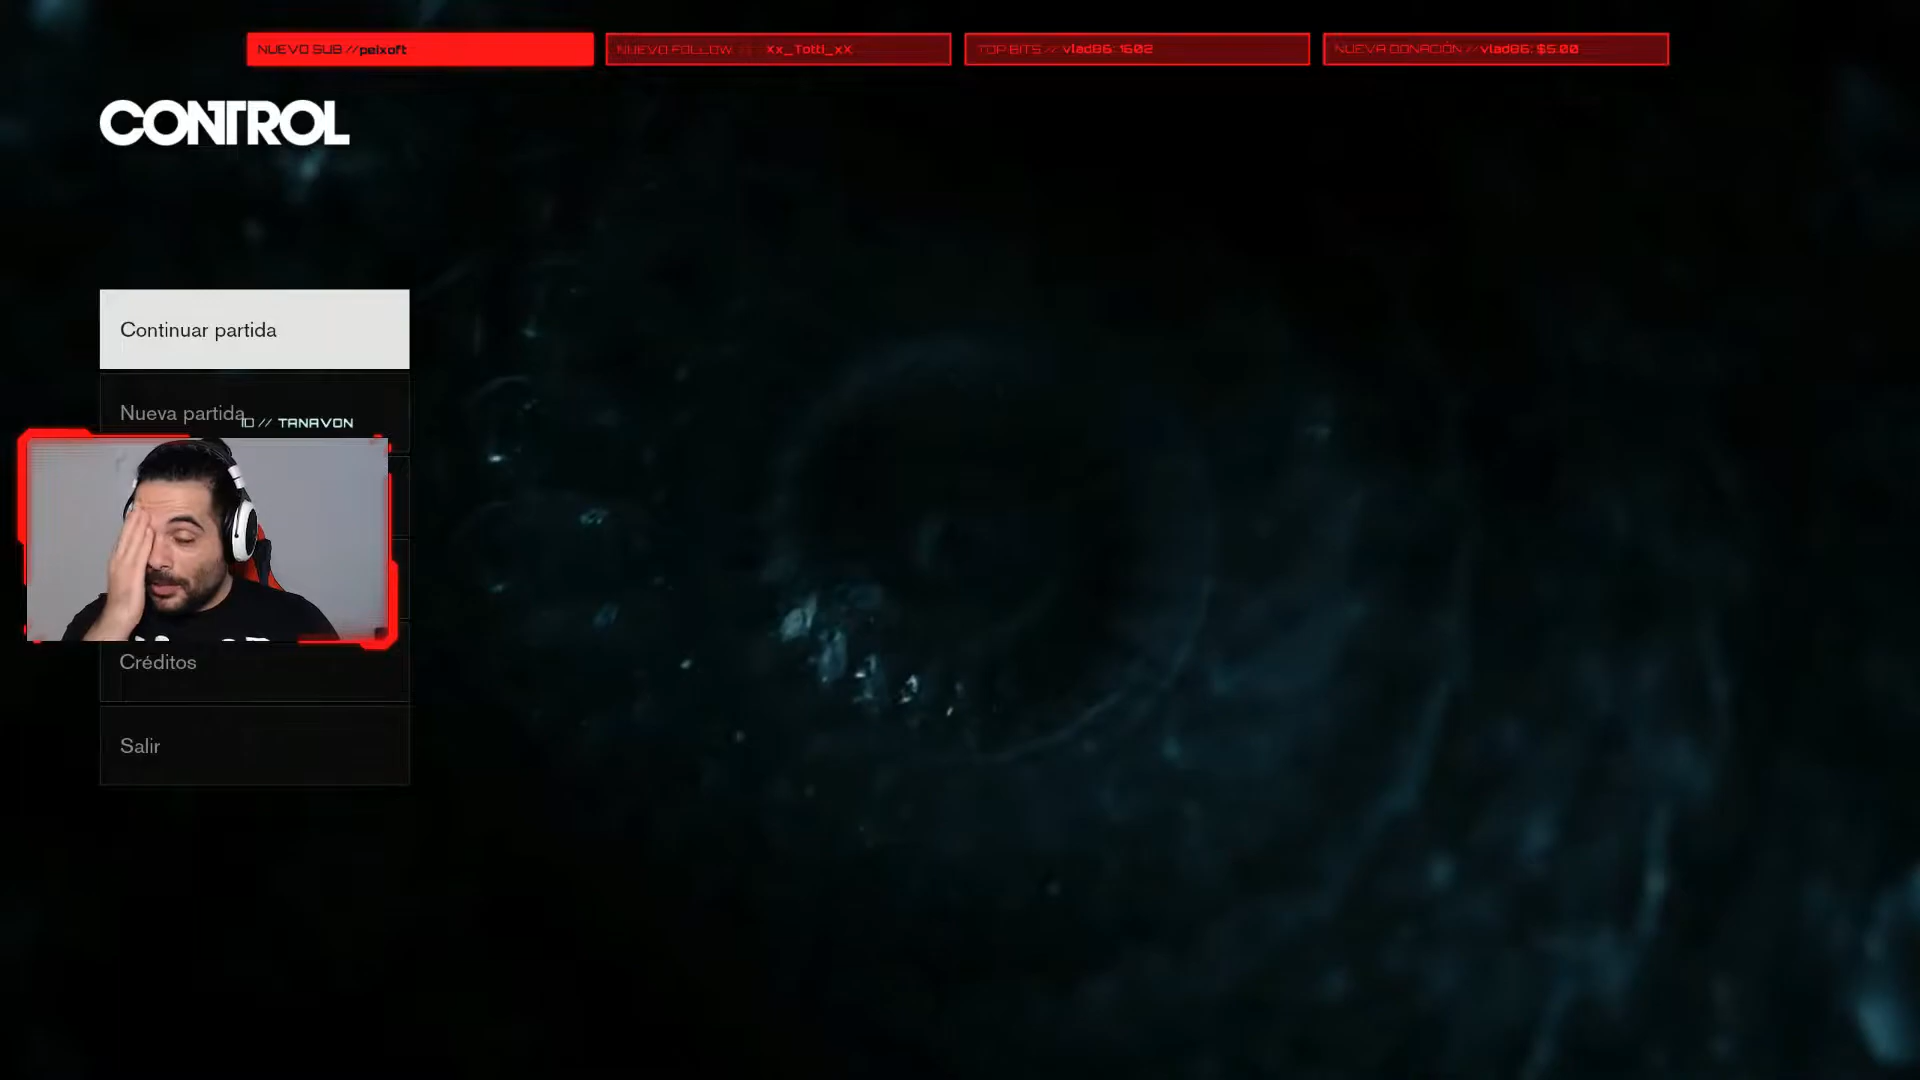 NUEVO SUB // peixoft
NUEVO FOLLOW // Xx_Totti_xX
TOP BITS // vlad86: 1602
NUEVA DONACIÓN // vlad86: $5.00
CONTROL
Continuar partida
Nueva partida
ID // TANAVON
Créditos
Salir